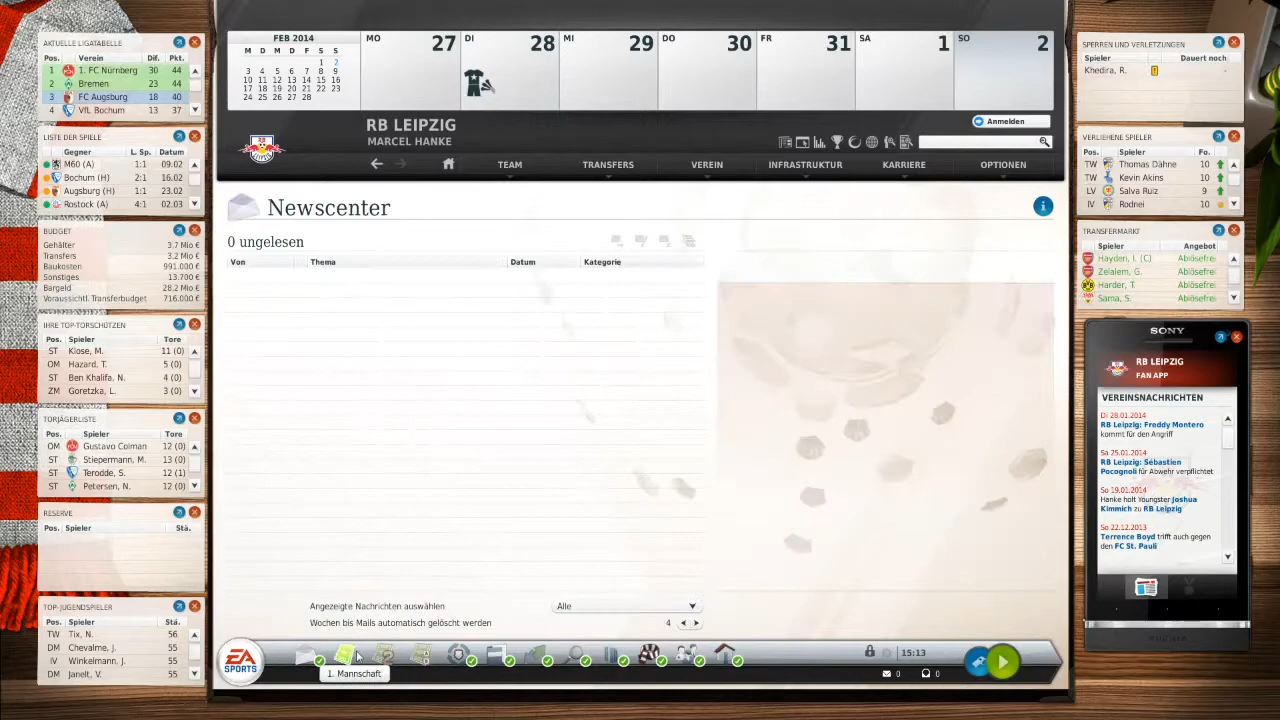 AKTUELLE LIGATABELLE
Pos. Verein Dif. Pkt.
1 1. FC Nürnberg 30 44
2 Bremen 23 44
3 FC Augsburg 18 40
4 VfL Bochum 13 37
LISTE DER SPIELE
Gegner L. Sp. Datum
M60 (A) 1:1 09.02
Bochum (H) 2:1 16.02
Augsburg (H) 1:1 23.02
Rostock (A) 4:1 02.03
BUDGET
Gehälter 3.7 Mio €
Transfers 3.2 Mio €
Baukosten 991.000 €
Sonstiges 13.700 €
Bargeld 28.2 Mio €
Voraussichtl. Transferbudget 716.000 €
IHRE TOP-TORSCHÜTZEN
Pos. Spieler Tore
ST Klose, M. 11 (0)
OM Hazard, T. 5 (0)
ST Ben Khalifa, N. 4 (0)
ZM Goretzka, L. 3 (0)
TORJÄGERLISTE
Pos. Spieler Tore
OM Gustavo Colman 12 (0)
ST Stiepermann, M. 13 (0)
ST Terodde, S. 12 (1)
ST Petersen, N. 12 (0)
RESERVE
Pos. Spieler Stä.
TOP-JUGENDSPIELER
Pos. Spieler Stä.
TW Tix, N. 56
DM Chevalme, J. 55
IV Winkelmann, J. 55
DM Janelt, V. 55
FEB 2014
M D M D F S S
1 2
3 4 5 6 7 8 9
10 11 12 13 14 15 16
17 18 19 20 21 22 23
24 25 26 27 28
MO 27
DI 28
MI 29
DO 30
FR 31
SA 1
SO 2
RB LEIPZIG
MARCEL HANKE
Anmelden
TEAM TRANSFERS VEREIN INFRASTRUKTUR KARRIERE OPTIONEN
Newscenter
0 ungelesen
Von Thema Datum Kategorie
Angezeigte Nachrichten auswählen Alle
Wochen bis Mails automatisch gelöscht werden 4
EA
SPORTS
1. Mannschaft
15:13
0 0
SPERREN UND VERLETZUNGEN
Spieler Dauert noch
Khedira, R. -
VERLIEHENE SPIELER
Pos. Spieler Fo.
TW Thomas Dähne 10
TW Kevin Akins 10
LV Salva Ruiz 9
IV Rodnei 10
TRANSFERMARKT
Spieler Angebot
Hayden, I. (C) Ablösefrei
Zelalem, G. Ablösefrei
Harder, T. Ablösefrei
Sama, S. Ablösefrei
SONY
RB LEIPZIG
FAN APP
VEREINSNACHRICHTEN
Di 28.01.2014
RB Leipzig: Freddy Montero
kommt für den Angriff
Sa 25.01.2014
RB Leipzig: Sébastien
Pocognoli für Abwehr verpflichtet
So 19.01.2014
Hanke holt Youngster Joshua
Kimmich zu RB Leipzig
So 22.12.2013
Terrence Boyd trifft auch gegen
den FC St. Pauli